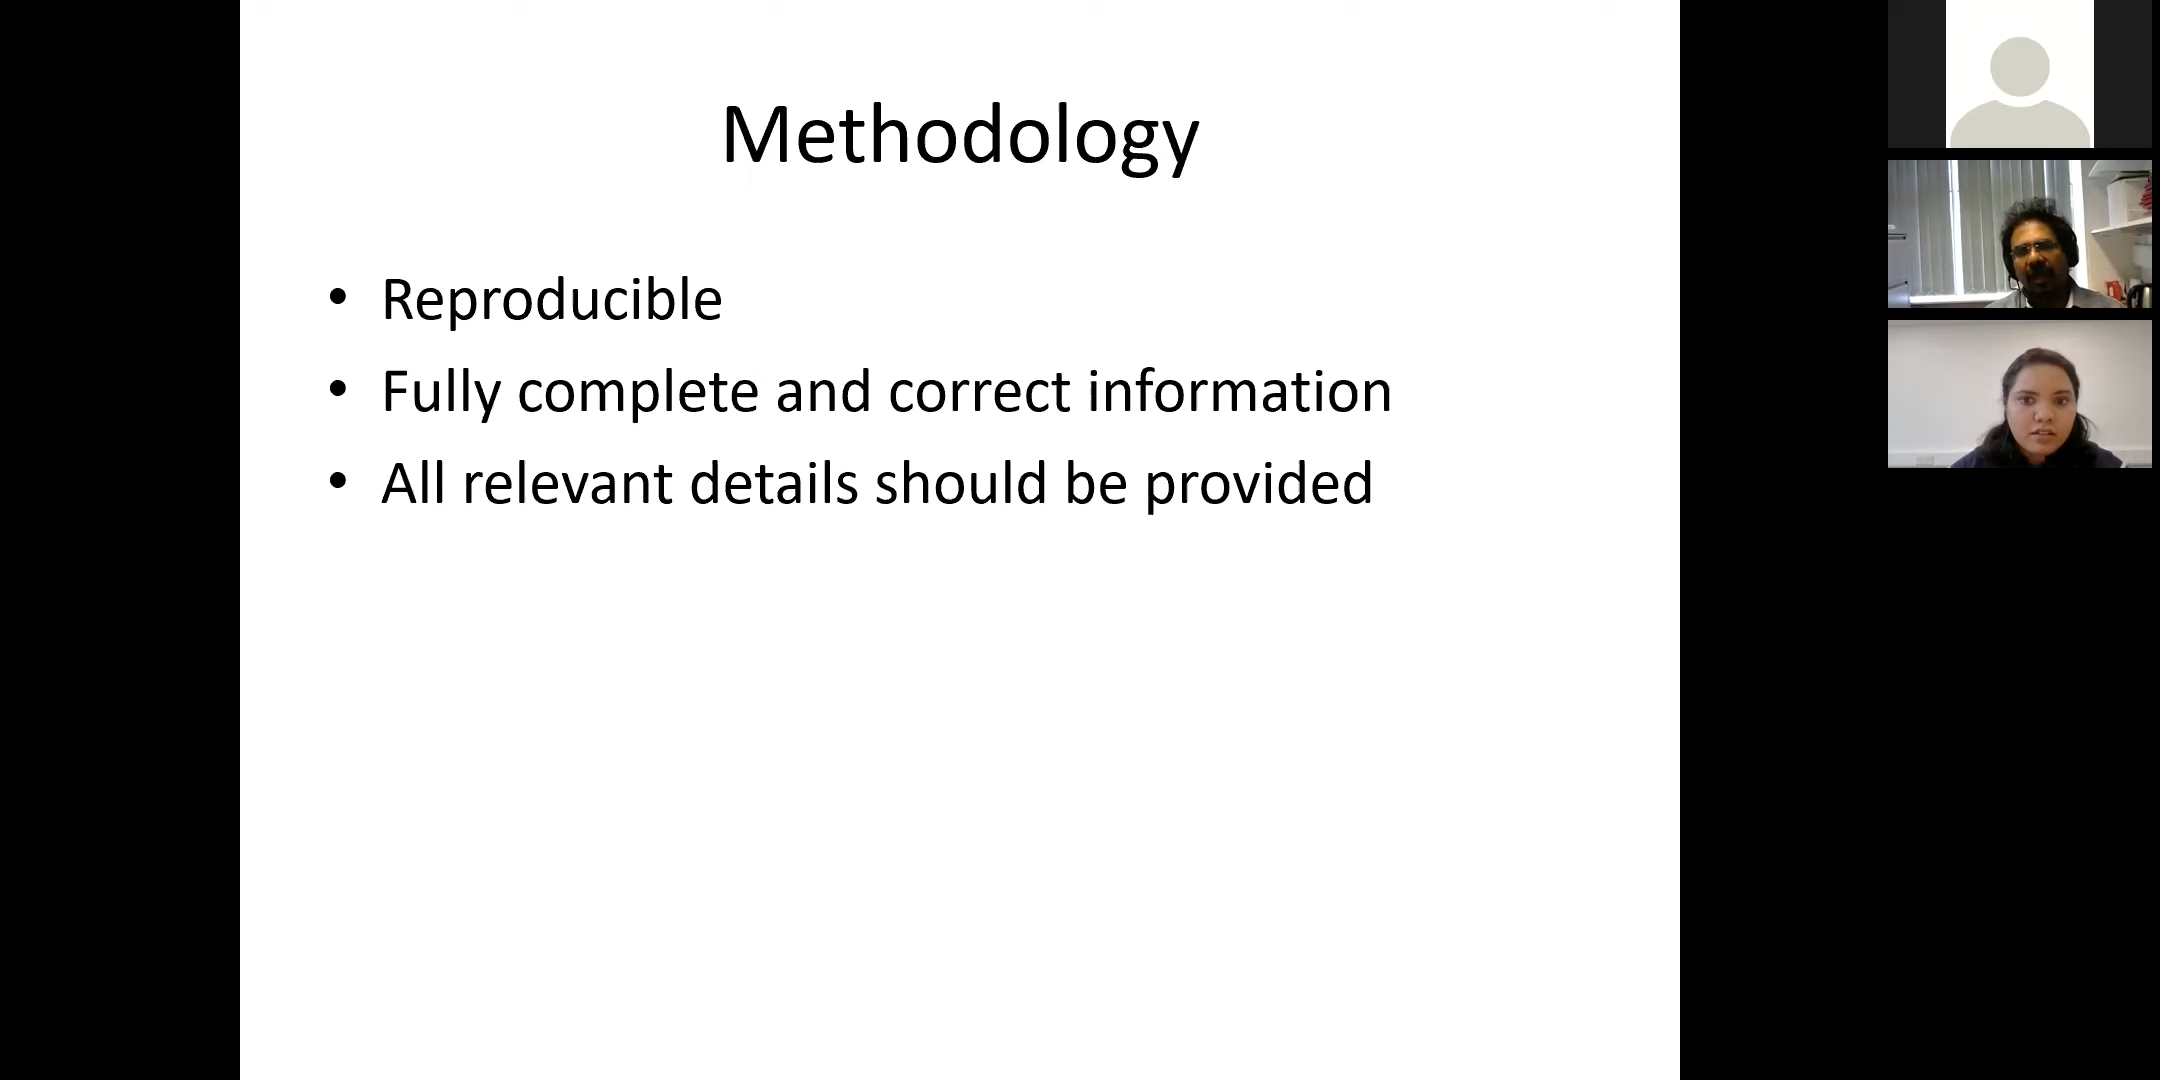 Methodology
• Reproducible
• Fully complete and correct information
• All relevant details should be provided